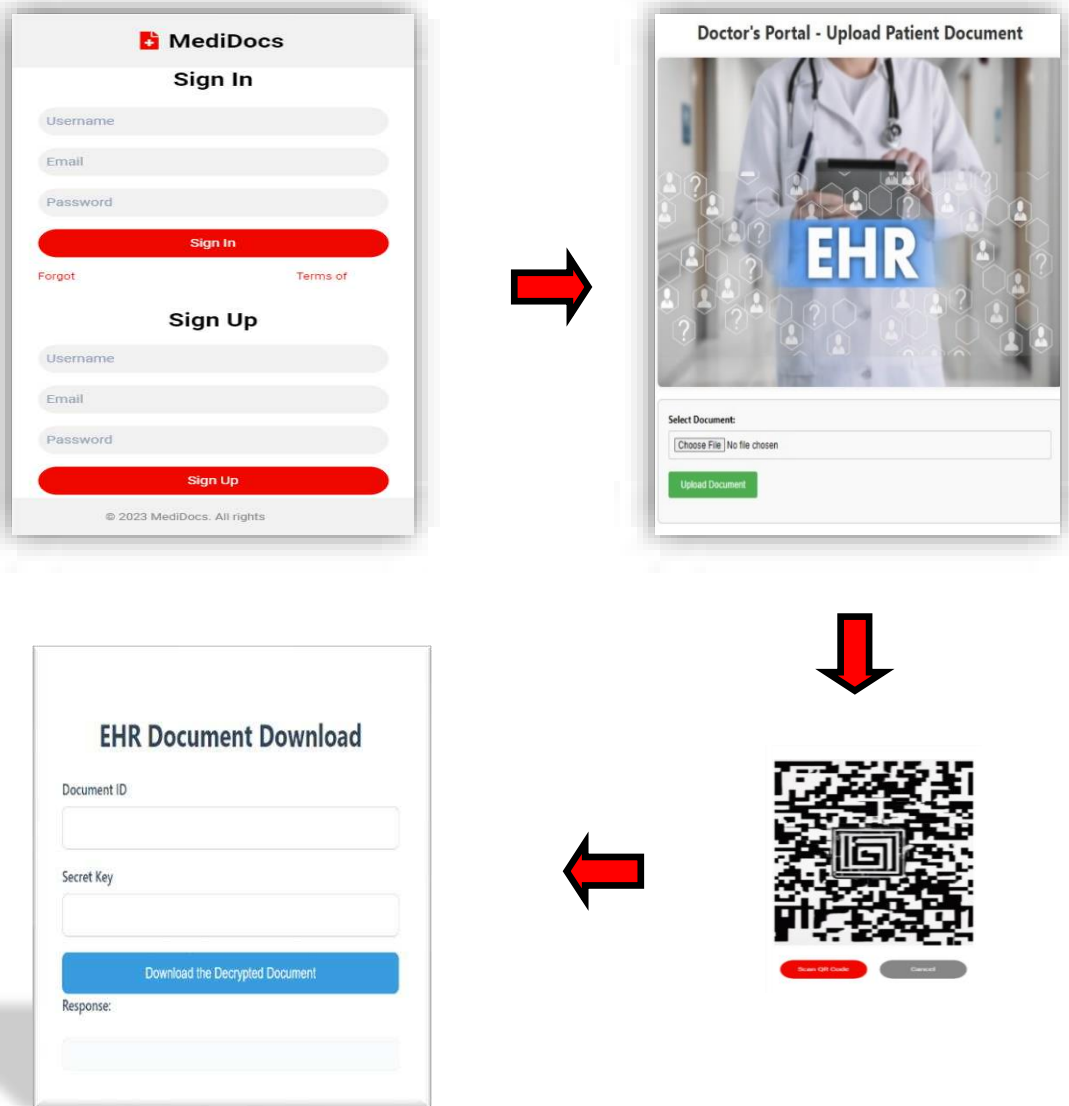 MediDocs
Sign In
Username
Email
Password
Sign In
Forgot
Terms of
Sign Up
Username
Email
Password
Sign Up
© 2023 MediDocs. All rights
Doctor's Portal - Upload Patient Document
EHR
Select Document:
Choose File No file chosen
Upload Document
Scan QR Code
Cancel
EHR Document Download
Document ID
Secret Key
Download the Decrypted Document
Response: